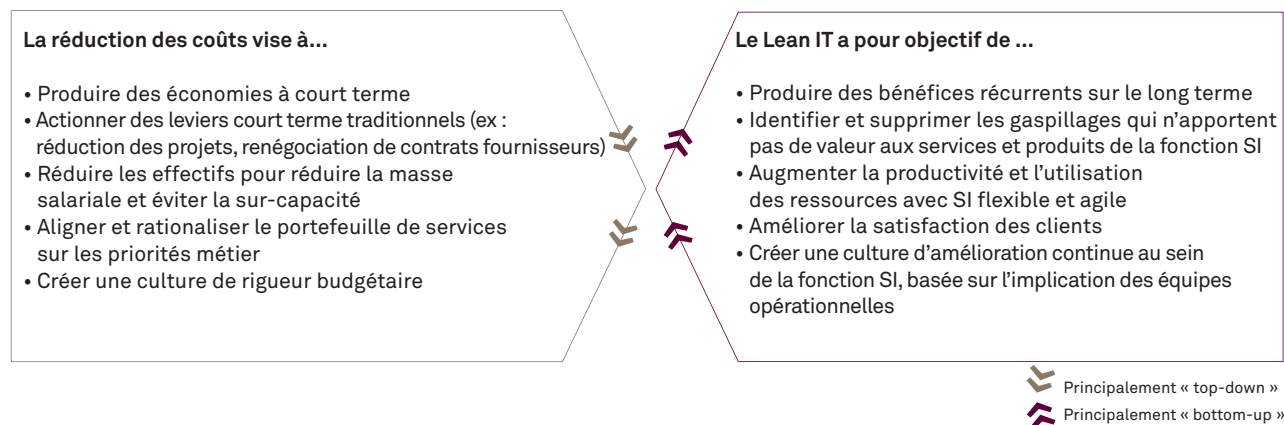 La réduction des coûts vise à...
• Produire des économies à court terme
• Actionner des leviers court terme traditionnels (ex :
réduction des projets, renégociation de contrats fournisseurs)
• Réduire les effectifs pour réduire la masse
salariale et éviter la sur-capacité
• Aligner et rationaliser le portefeuille de services
sur les priorités métier
• Créer une culture de rigueur budgétaire
Le Lean IT a pour objectif de ...
• Produire des bénéfices récurrents sur le long terme
• Identifier et supprimer les gaspillages qui n’apportent
pas de valeur aux services et produits de la fonction SI
• Augmenter la productivité et l’utilisation
des ressources avec SI flexible et agile
• Améliorer la satisfaction des clients
• Créer une culture d’amélioration continue au sein
de la fonction SI, basée sur l’implication des équipes
opérationnelles
Principalement « top-down »
Principalement « bottom-up »